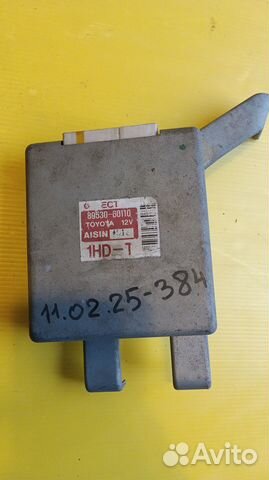 ECT
89530-60110
TOYOTA 12V
AISIN
1HD-T
11.02.25-384
Avito